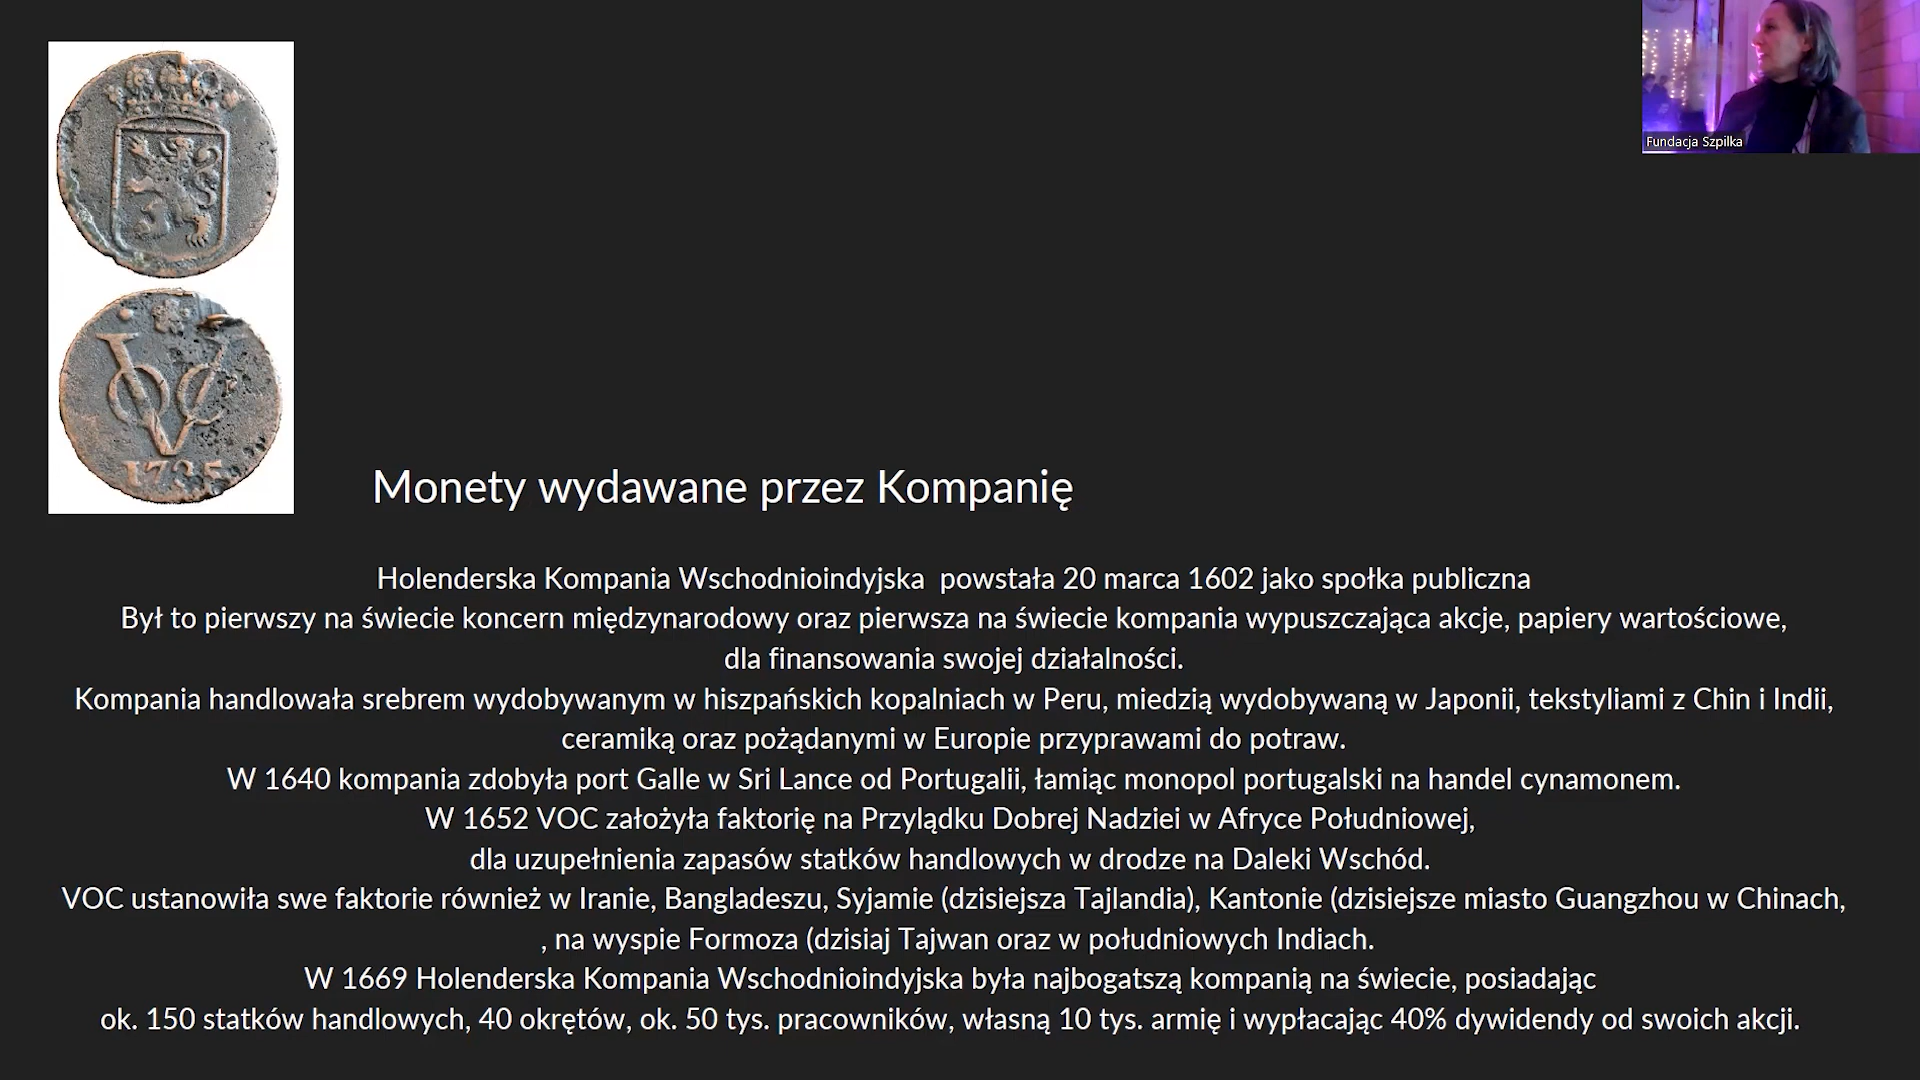 Fundacja Szpilka
1735
Monety wydawane przez Kompanię
Holenderska Kompania Wschodnioindyjska powstała 20 marca 1602 jako społka publiczna
Był to pierwszy na świecie koncern międzynarodowy oraz pierwsza na świecie kompania wypuszczająca akcje, papiery wartościowe,
dla finansowania swojej działalności.
Kompania handlowała srebrem wydobywanym w hiszpańskich kopalniach w Peru, miedzią wydobywaną w Japonii, tekstyliami z Chin i Indii,
ceramiką oraz pożądanymi w Europie przyprawami do potraw.
W 1640 kompania zdobyła port Galle w Sri Lance od Portugalii, łamiąc monopol portugalski na handel cynamonem.
W 1652 VOC założyła faktorię na Przylądku Dobrej Nadziei w Afryce Południowej,
dla uzupełnienia zapasów statków handlowych w drodze na Daleki Wschód.
VOC ustanowiła swe faktorie również w Iranie, Bangladeszu, Syjamie (dzisiejsza Tajlandia), Kantonie (dzisiejsze miasto Guangzhou w Chinach,
, na wyspie Formoza (dzisiaj Tajwan oraz w południowych Indiach.
W 1669 Holenderska Kompania Wschodnioindyjska była najbogatszą kompanią na świecie, posiadając
ok. 150 statków handlowych, 40 okrętów, ok. 50 tys. pracowników, własną 10 tys. armię i wypłacając 40% dywidendy od swoich akcji.